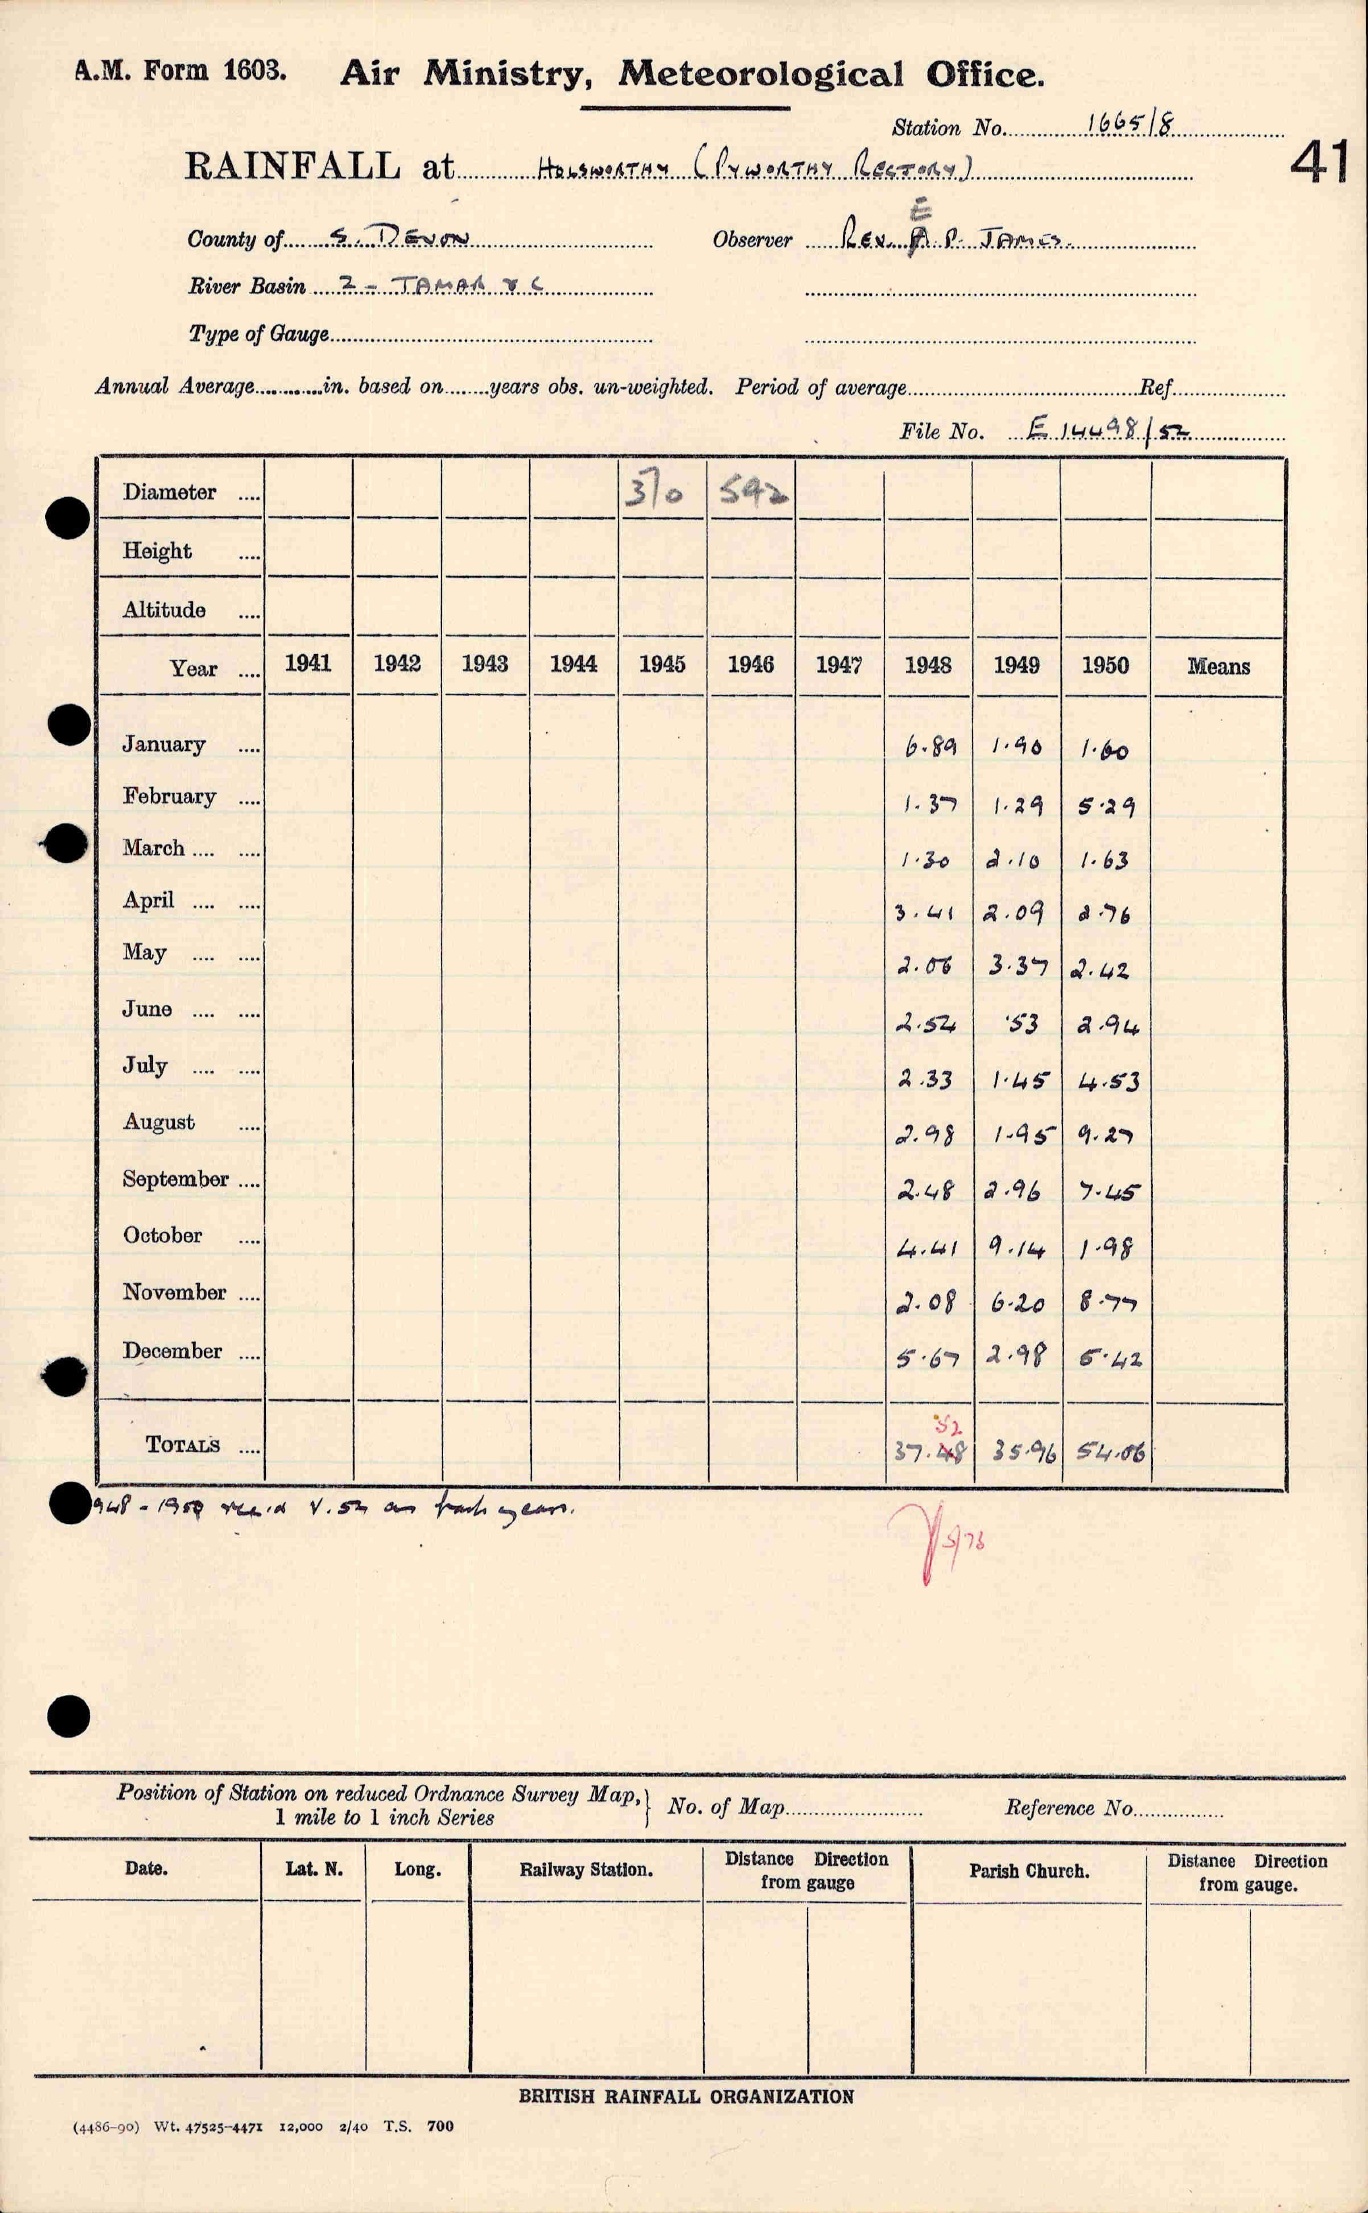 A.M. Form 1603. Air Ministry, Meteorological Office.
Station No. 1665/8
41
RAINFALL at HOLSWORTHY (PYWORTHY RECTORY)
E
County of S. DEVON Observer REV. A. P. JAMES.
River Basin 2 - TAMAR & C
Type of Gauge
Annual Average in. based on years obs. un-weighted. Period of average Ref.
File No. E 14498/52
Diameter .... 370 592
Height ....
Altitude ....
Year .... 1941 1942 1943 1944 1945 1946 1947 1948 1949 1950 Means
January .... 6.89 1.90 1.60
February .... 1.37 1.29 5.29
March .... .... 1.30 2.10 1.63
April .... .... 3.41 2.09 2.76
May .... .... 2.06 3.37 2.42
June .... .... 2.54 .53 2.94
July .... .... 2.33 1.45 4.53
August .... 2.98 1.95 9.27
September .... 2.48 2.96 7.45
October .... 4.41 9.14 1.98
November .... 2.08 6.20 8.77
December .... 5.67 2.98 5.42
52
TOTALS .... 37.48 35.96 54.06
948 - 1950 rec'd V.52 as back years.
5/73
Position of Station on reduced Ordnance Survey Map, } No. of Map Reference No.
1 mile to 1 inch Series
Date. Lat. N. Long. Railway Station. Distance Direction from gauge Parish Church. Distance Direction from gauge.
BRITISH RAINFALL ORGANIZATION
(4486-90) Wt. 47525-4471 12,000 2/40 T.S. 700